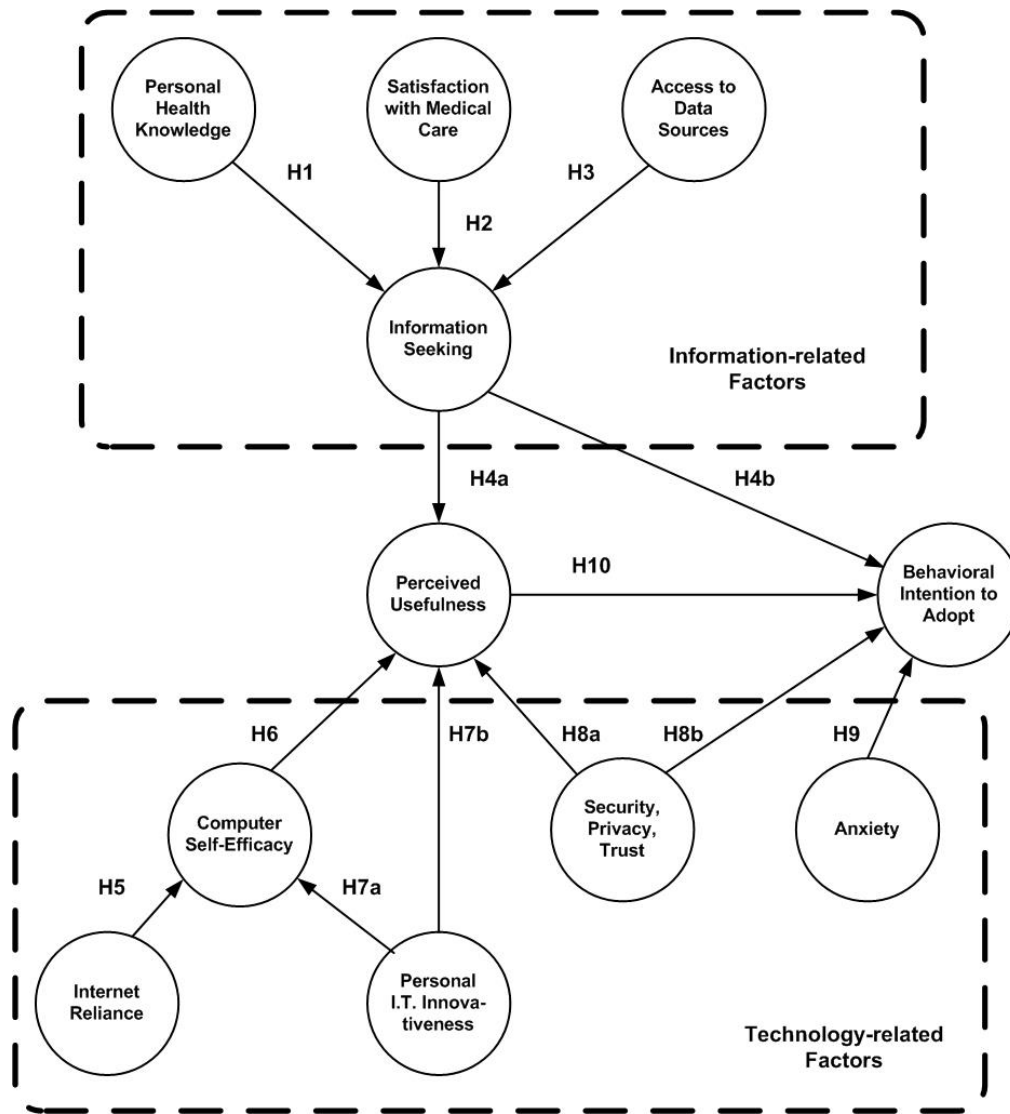 Personal
Health
Knowledge
Satisfaction
with Medical
Care
Access to
Data
Sources
H1
H2
H3
Information
Seeking
Information-related
Factors
H4a
H4b
Perceived
Usefulness
H10
Behavioral
Intention to
Adopt
H6
H7b
H8a
H8b
H9
Computer
Self-Efficacy
Security,
Privacy,
Trust
Anxiety
H5
H7a
Internet
Reliance
Personal
I.T. Innova-
tiveness
Technology-related
Factors